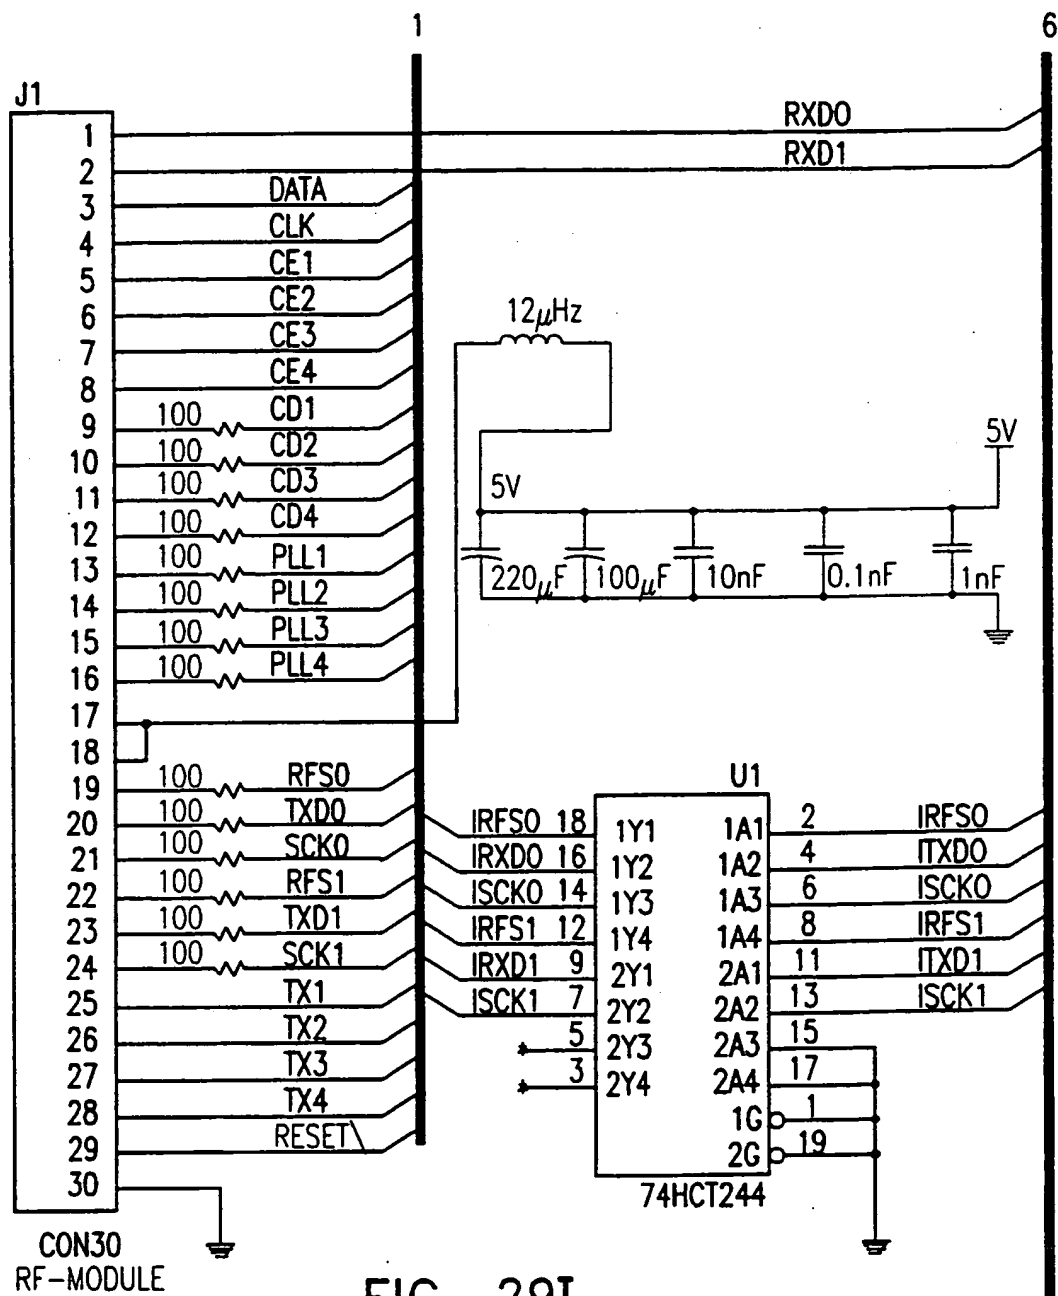 1
6
J1
1 RXD0
2 RXD1
3 DATA
4 CLK
5 CE1
6 CE2
7 CE3
8 CE4
9 100 CD1
10 100 CD2
11 100 CD3
12 100 CD4
13 100 PLL1
14 100 PLL2
15 100 PLL3
16 100 PLL4
17
18
19 100 RFS0
20 100 TXD0
21 100 SCK0
22 100 RFS1
23 100 TXD1
24 100 SCK1
25 TX1
26 TX2
27 TX3
28 TX4
29 RESET\
30
CON30
RF-MODULE
12μHz
5V
5V
220μF 100μF 10nF 0.1nF 1nF
U1
IRFS0 18 1Y1 1A1 2 IRFS0
IRXD0 16 1Y2 1A2 4 ITXD0
ISCK0 14 1Y3 1A3 6 ISCK0
IRFS1 12 1Y4 1A4 8 IRFS1
IRXD1 9 2Y1 2A1 11 ITXD1
ISCK1 7 2Y2 2A2 13 ISCK1
5 2Y3 2A3 15
3 2Y4 2A4 17
1G 1
2G 19
74HCT244